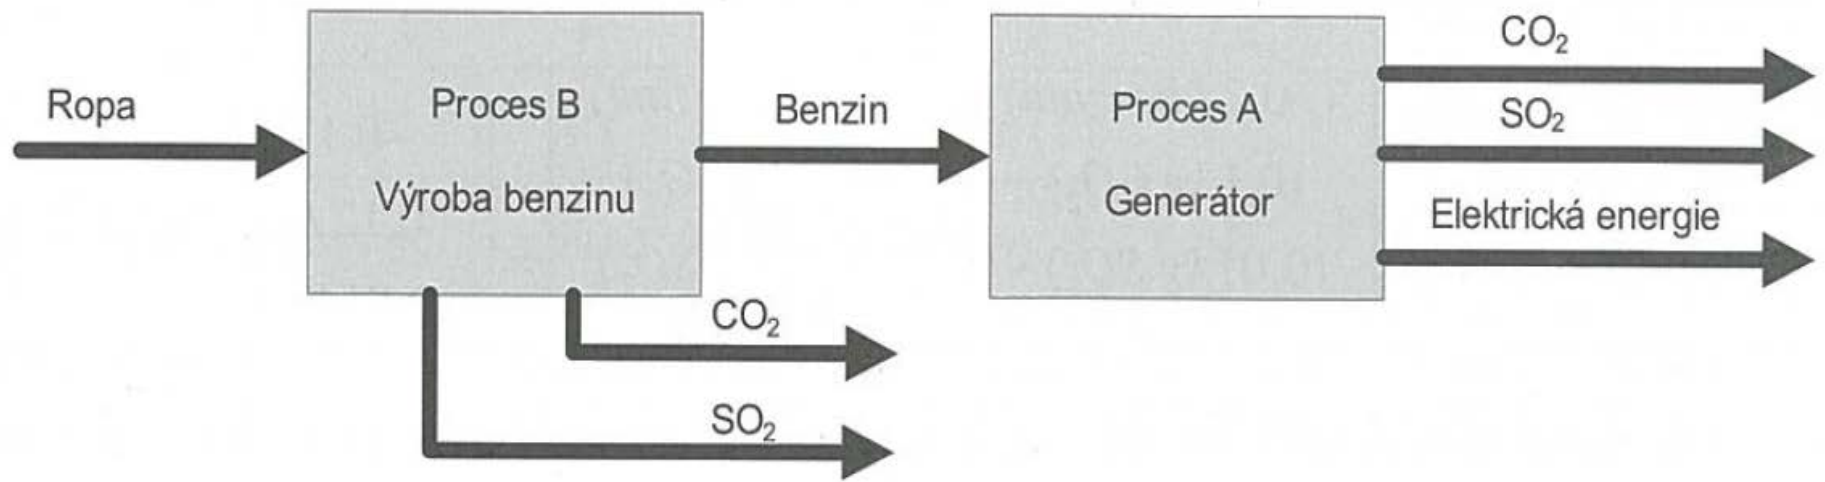 Ropa
Proces B
Výroba benzinu
Benzin
Proces A
Generátor
CO₂
SO₂
Elektrická energie
CO₂
SO₂